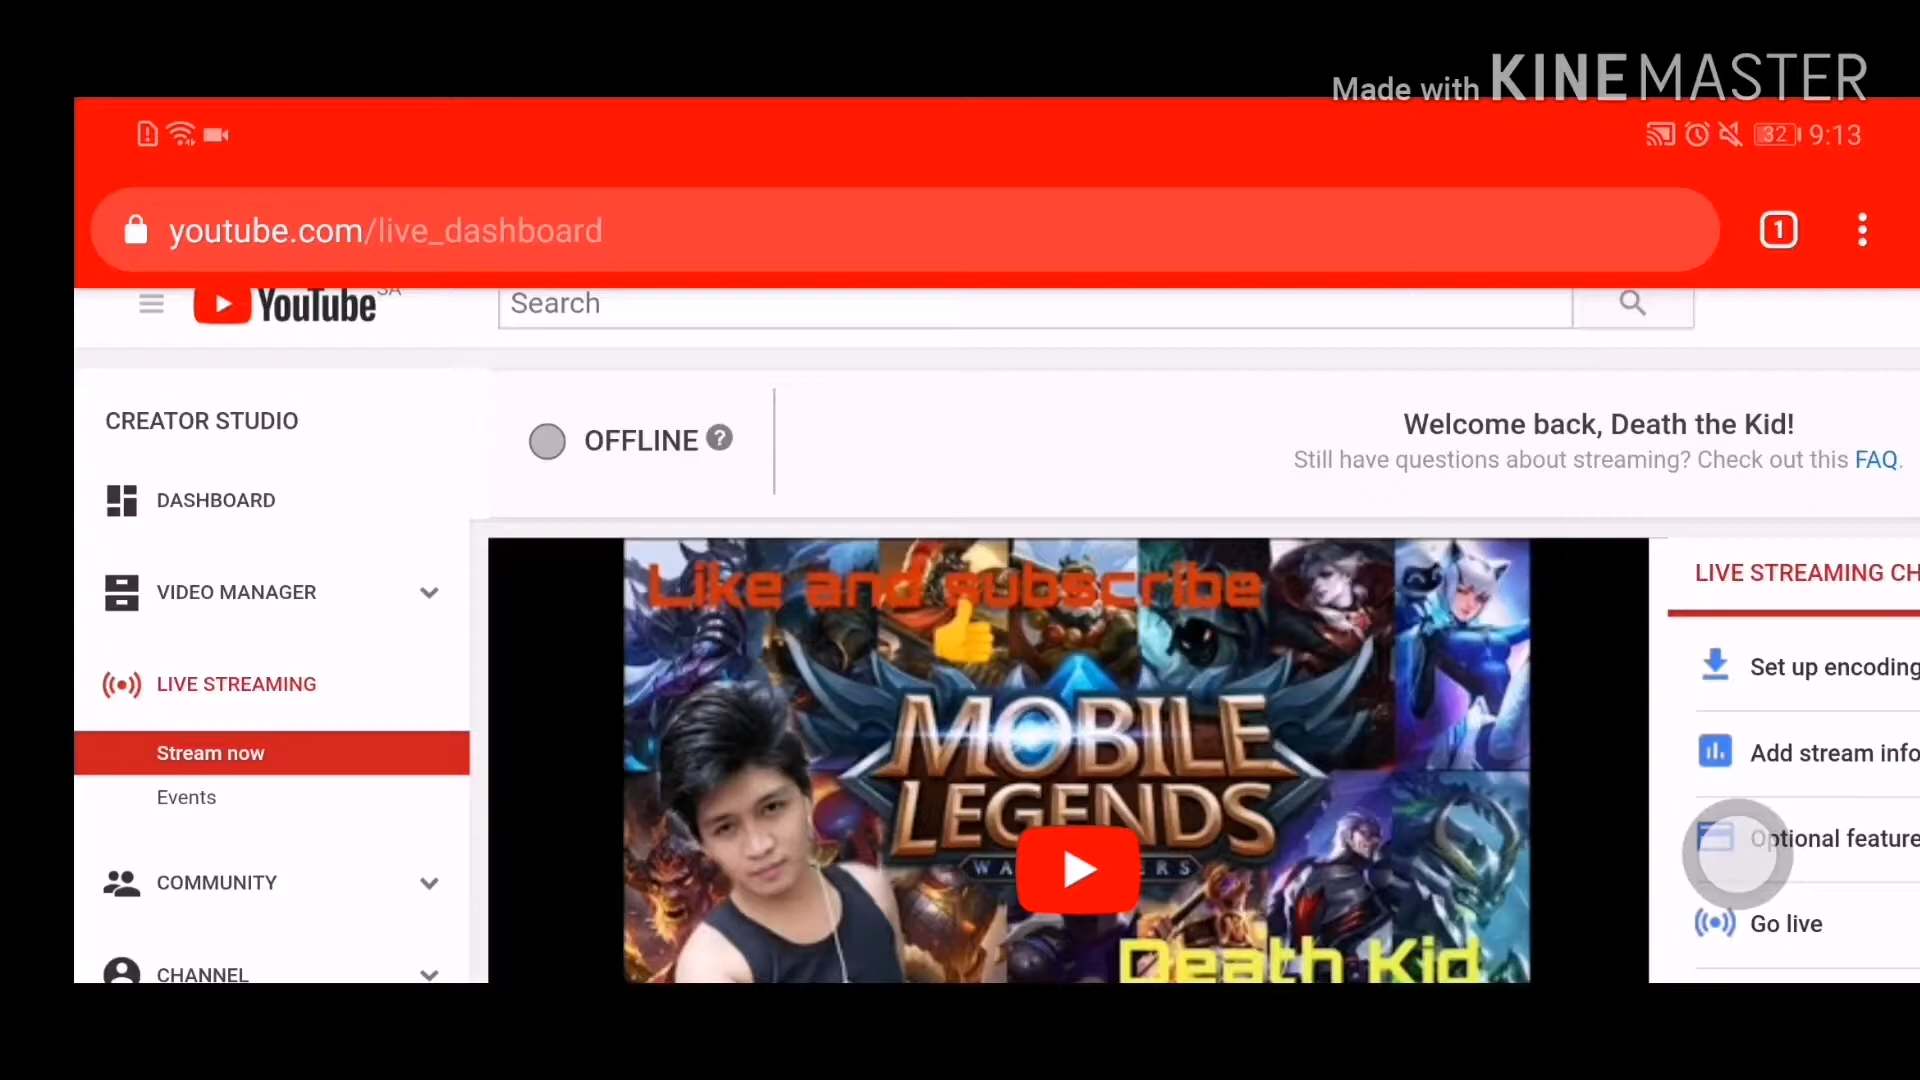 Made with KINEMASTER
32 9:13
youtube.com/live_dashboard
1
YouTube SA
Search
CREATOR STUDIO
OFFLINE ?
Welcome back, Death the Kid!
Still have questions about streaming? Check out this FAQ.
DASHBOARD
VIDEO MANAGER
LIVE STREAMING
Stream now
Events
COMMUNITY
CHANNEL
Like and subscribe
MOBILE
LEGENDS
Death Kid
LIVE STREAMING CH
Set up encoding
Add stream info
Optional feature
Go live